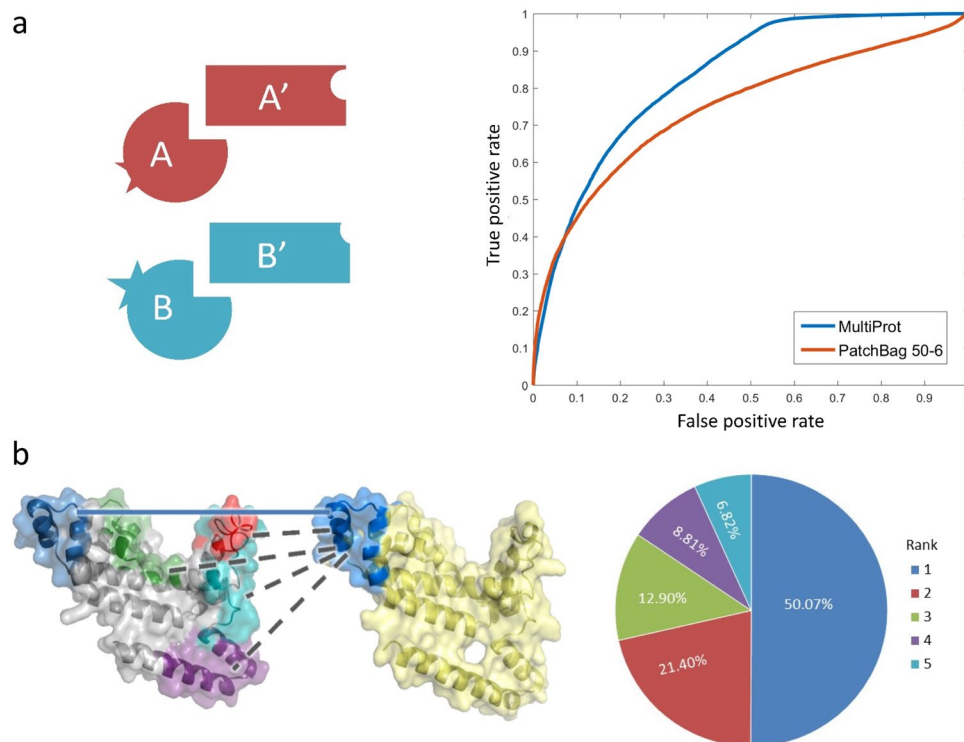 a
A
A’
B
B’
1
0.9
0.8
0.7
0.6
0.5
0.4
0.3
0.2
0.1
0
True positive rate
MultiProt
PatchBag 50-6
0 0.1 0.2 0.3 0.4 0.5 0.6 0.7 0.8 0.9
False positive rate
b
6.82%
8.81%
12.90%
21.40%
50.07%
Rank
1
2
3
4
5